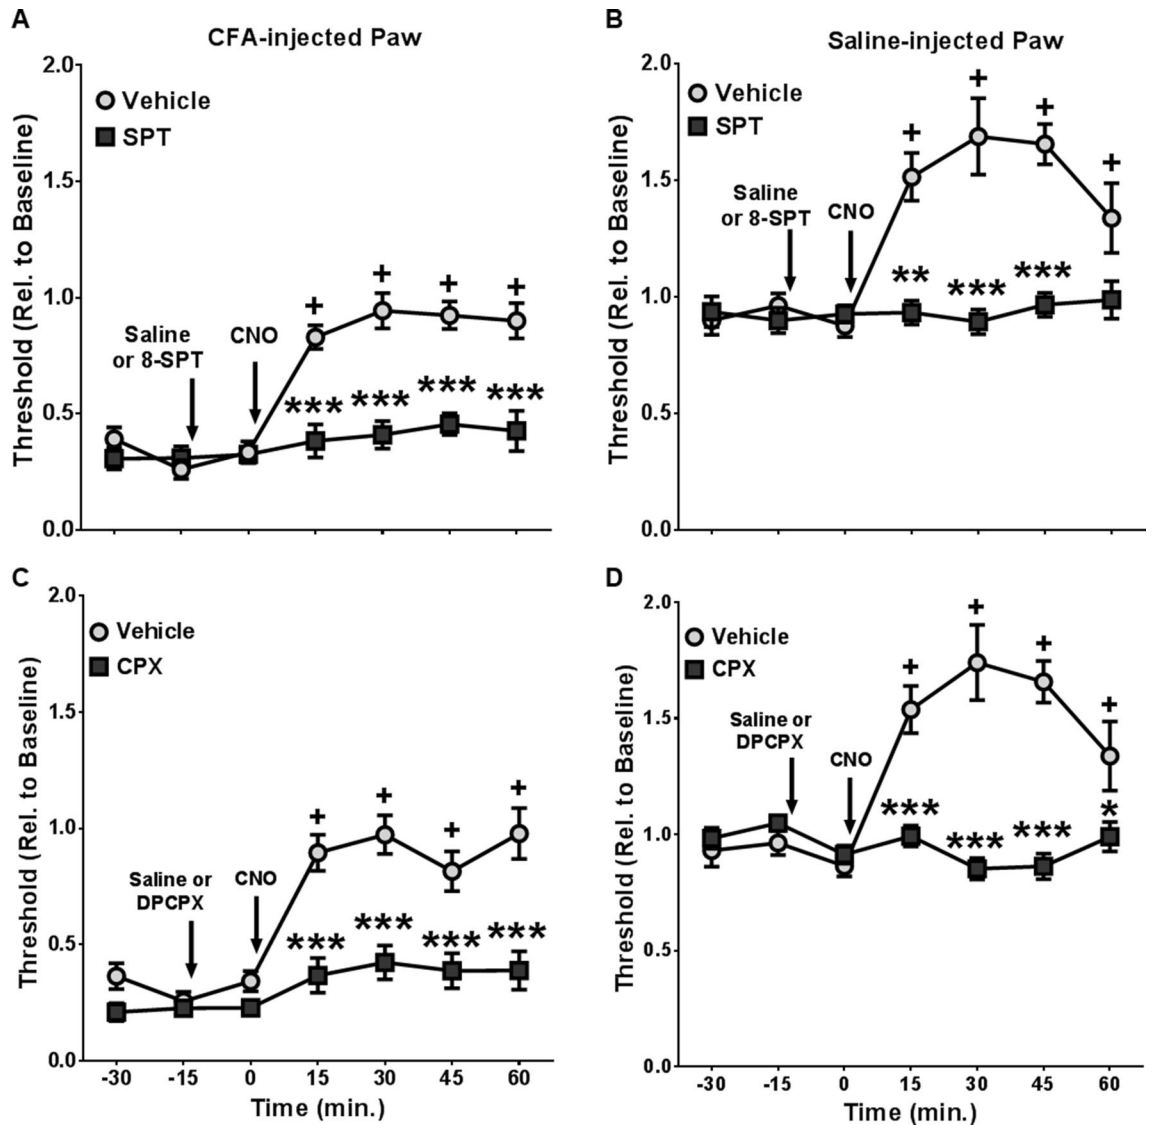 A
CFA-injected Paw
2.0
Vehicle
SPT
1.5
1.0
0.5
0.0
Threshold (Rel. to Baseline)
Saline
or 8-SPT
CNO
+
+
+
+
***
***
***
***
B
Saline-injected Paw
2.0
Vehicle
SPT
1.5
1.0
0.5
0.0
Threshold (Rel. to Baseline)
Saline
or 8-SPT
CNO
+
+
+
+
**
***
***
C
2.0
Vehicle
CPX
1.5
1.0
0.5
0.0
Threshold (Rel. to Baseline)
Saline or
DPCPX
CNO
+
+
+
+
***
***
***
***
-30 -15 0 15 30 45 60
Time (min.)
D
2.0
Vehicle
CPX
1.5
1.0
0.5
0.0
Threshold (Rel. to Baseline)
Saline or
DPCPX
CNO
+
+
+
+
***
***
***
*
-30 -15 0 15 30 45 60
Time (min.)